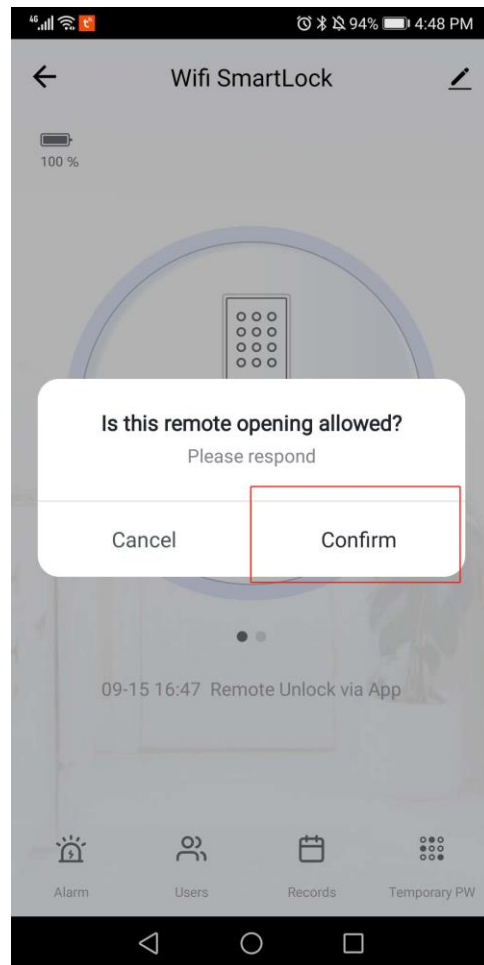 46 94% 4:48 PM
Wifi SmartLock
100 %
Is this remote opening allowed?
Please respond
Cancel Confirm
09-15 16:47 Remote Unlock via App
Alarm Users Records Temporary PW